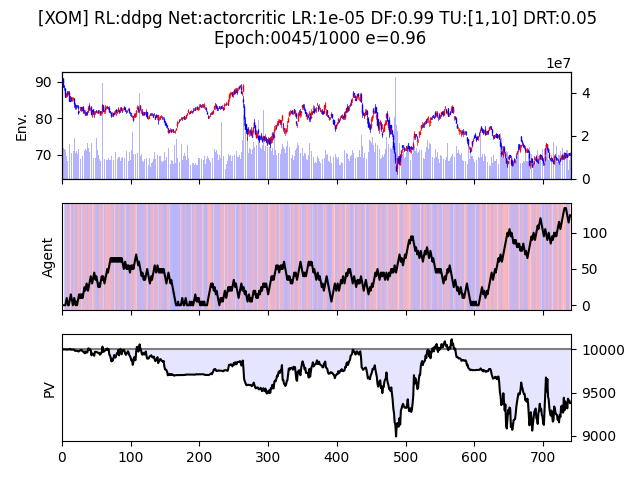 [XOM] RL:ddpg Net:actorcritic LR:1e-05 DF:0.99 TU:[1,10] DRT:0.05
Epoch:0045/1000 e=0.96
1e7
90
80
70
Env.
4
2
0
Agent
100
50
0
PV
10000
9500
9000
0 100 200 300 400 500 600 700